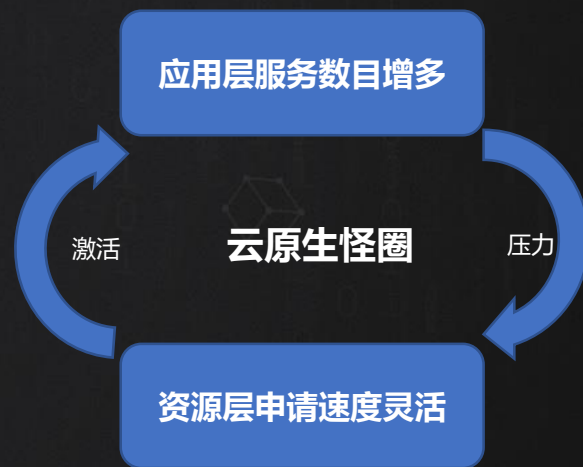 应用层服务数目增多
激活
云原生怪圈
压力
资源层申请速度灵活